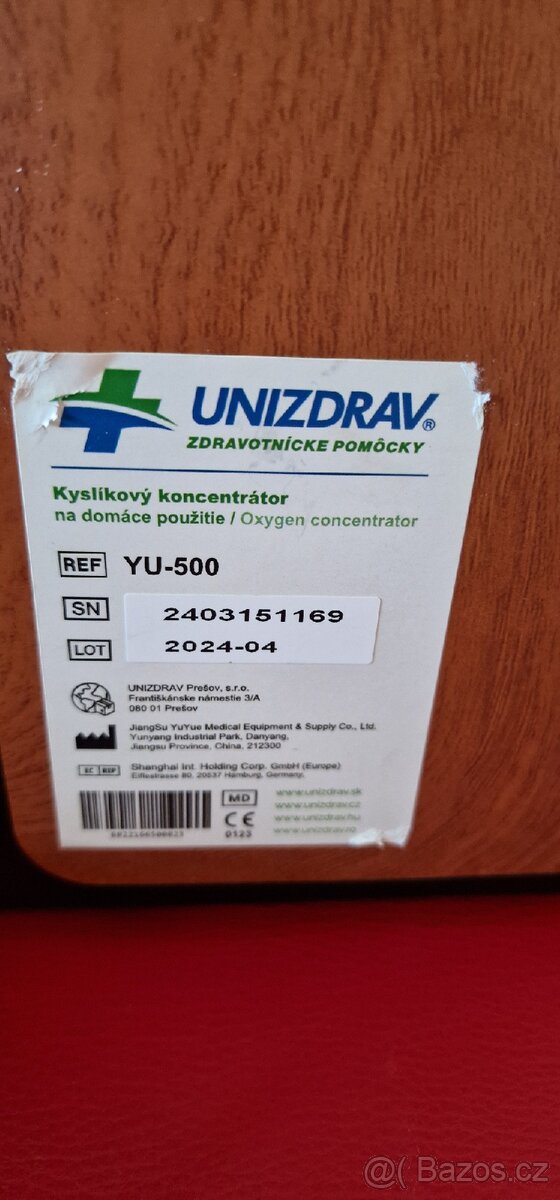 UNIZDRAV®
ZDRAVOTNÍCKE POMÔCKY
Kyslíkový koncentrátor
na domáce použitie / Oxygen concentrator
REF YU-500
SN 2403151169
LOT 2024-04
UNIZDRAV Prešov, s.r.o.
Františkánske námestie 3/A
080 01 Prešov
JiangSu YuYue Medical Equipment & Supply Co., Ltd.
Yunyang Industrial Park, Danyang,
Jiangsu Province, China, 212300
EC REP Shanghai Int. Holding Corp. GmbH (Europe)
Eiffestrasse 80, 20537 Hamburg, Germany,
MD
CE
0123
www.unizdrav.sk
www.unizdrav.cz
www.unizdrav.hu
www.unizdrav.ro
@( Bazos.cz